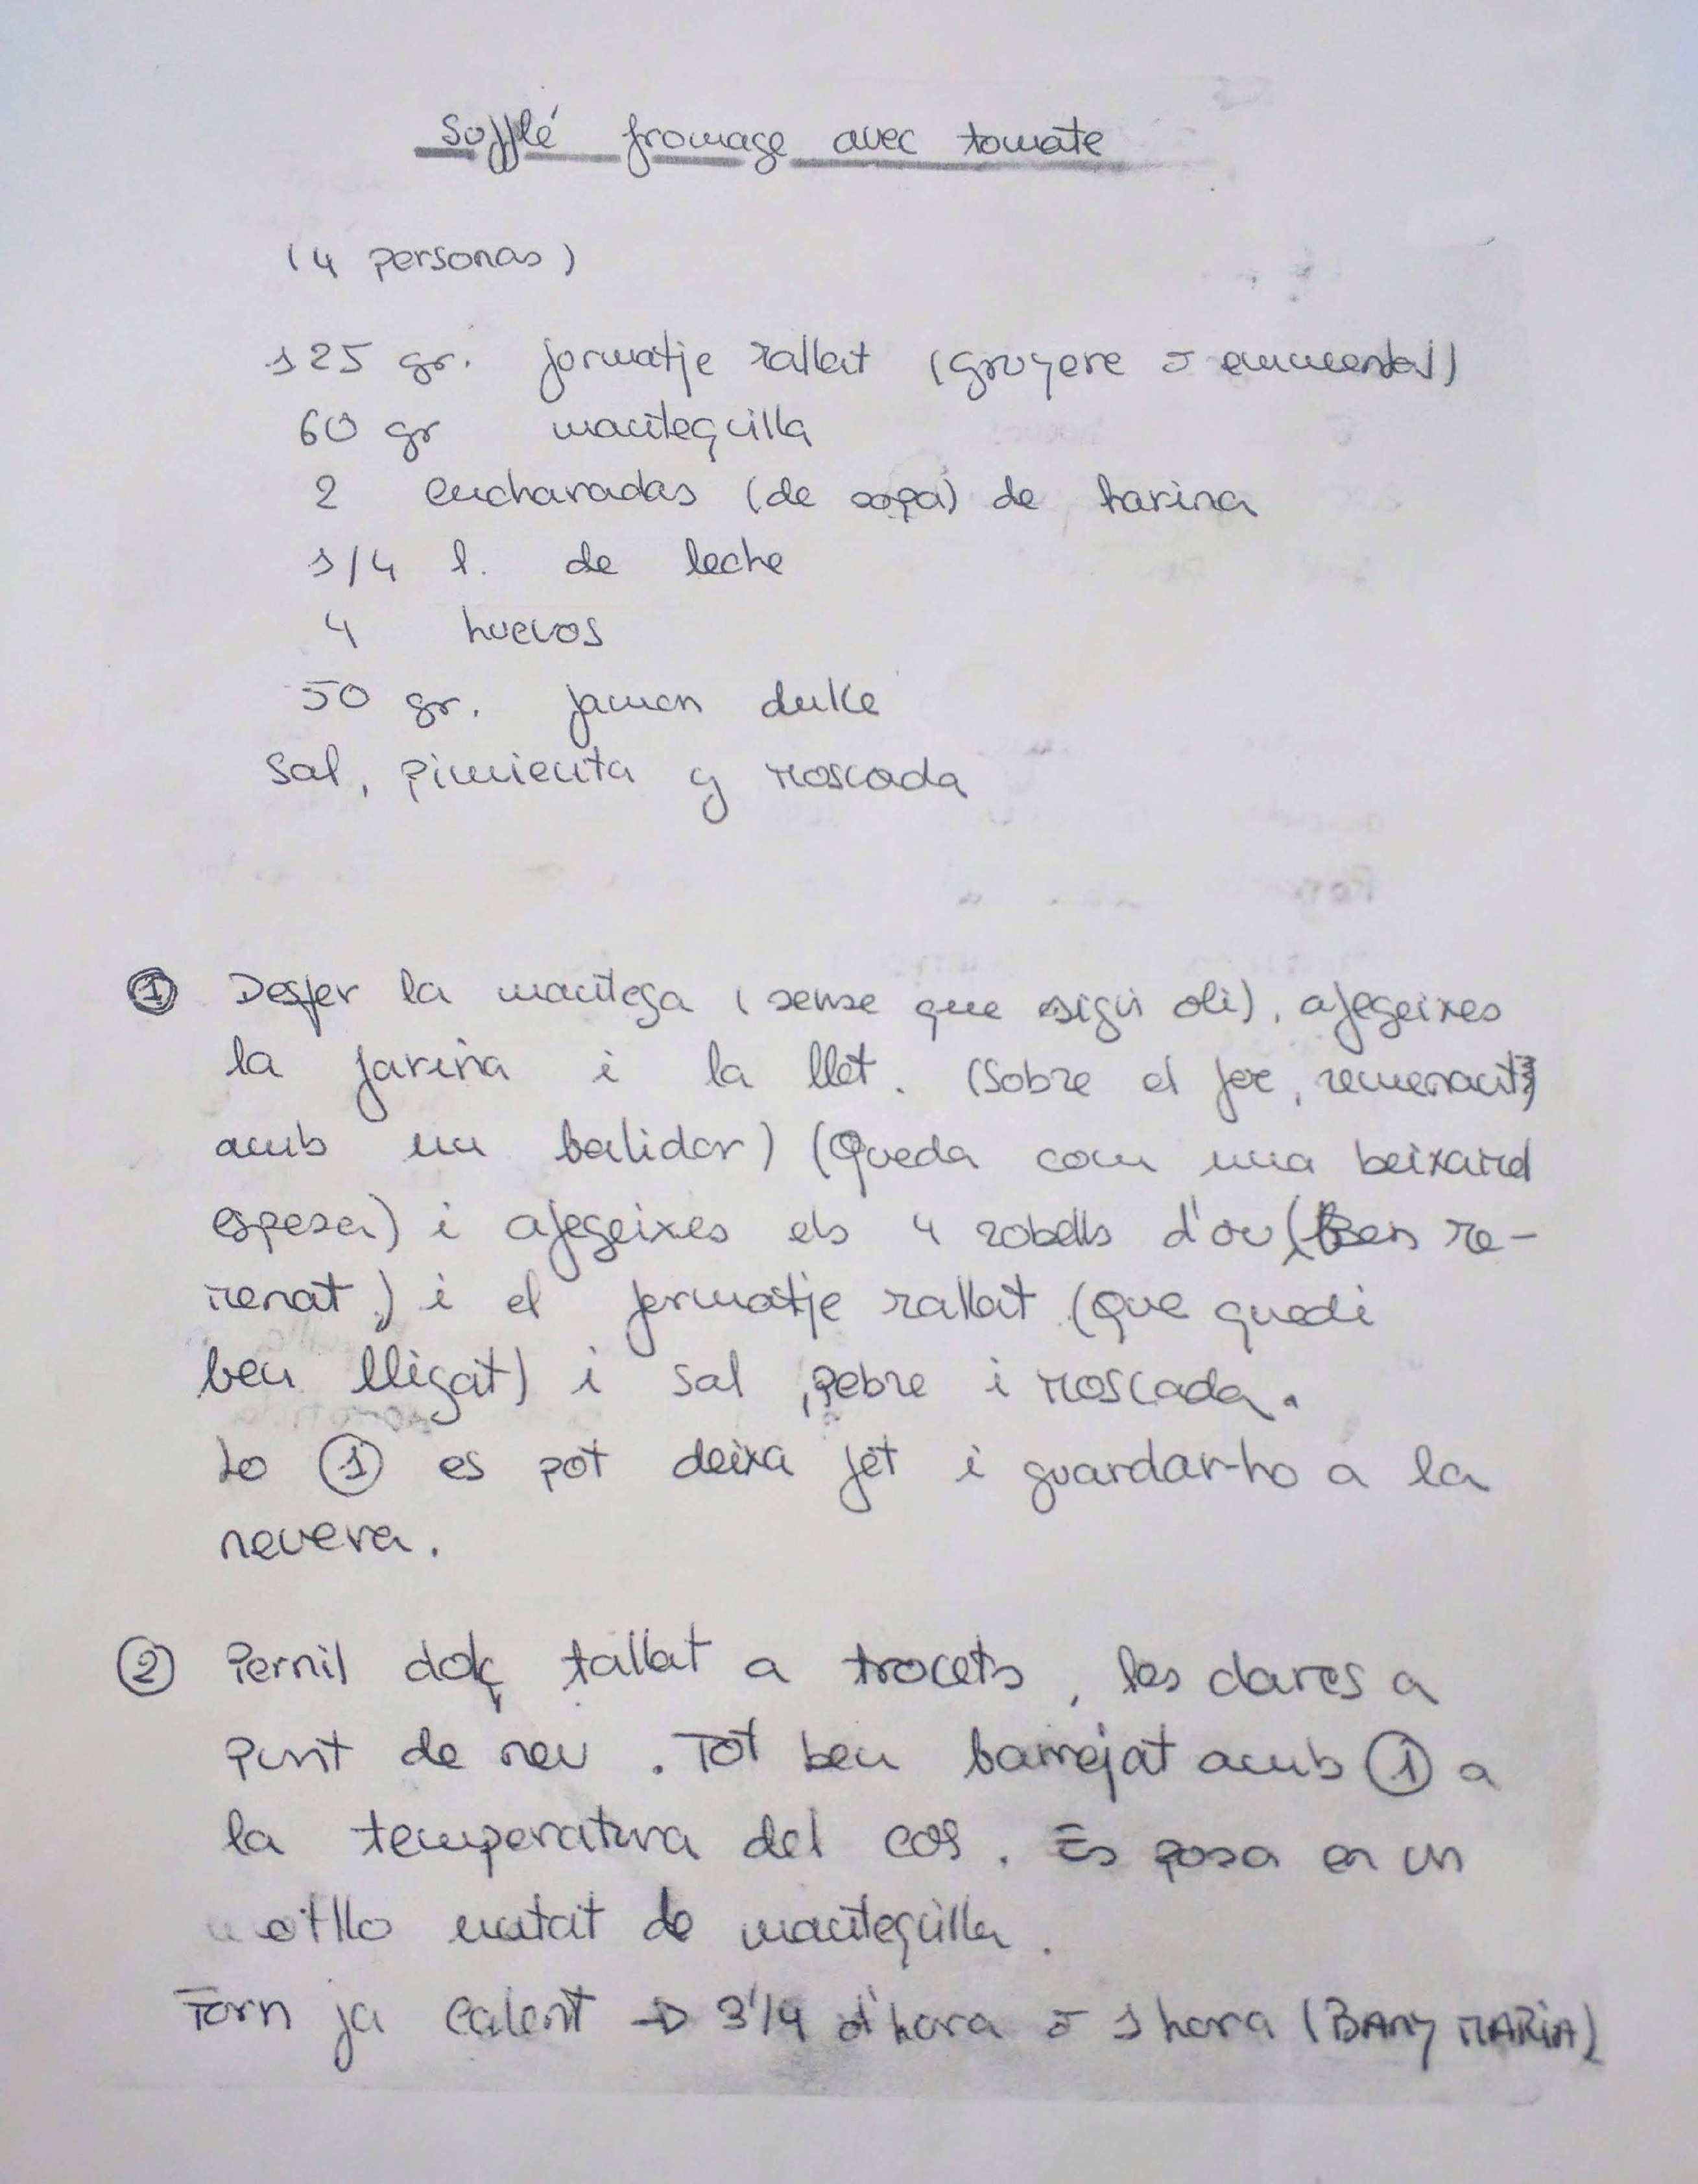 Sofflé fromage avec tomate
(4 personas)
125 gr. formatje rallat (gruyere o emmental)
60 gr mantequilla
2 cucharadas (de sopa) de harina
1/4 l. de leche
4 huevos
50 gr. jamon dulce
Sal, pimienta y moscada
① Desfer la mantega (sense que sigui oli), afegeixes
la farina i la llet. (Sobre el foc, remenant
amb un batidor) (Queda com una beixamel
espesa) i afegeixes els 4 robells d'ou (Ben re-
menat) i el formatje rallat (que quedi
ben lligat) i sal, pebre i moscada.
Lo ① es pot deixa fet i guardar-ho a la
nevera.
② Pernil dolç tallat a trocets, les clares a
punt de neu. Tot ben barrejat amb ① a
la temperatura del cos. Es posa en un
motllo untat de mantequilla.
Forn ja calent → 3/4 d'hora o 1 hora (BANY MARIA)